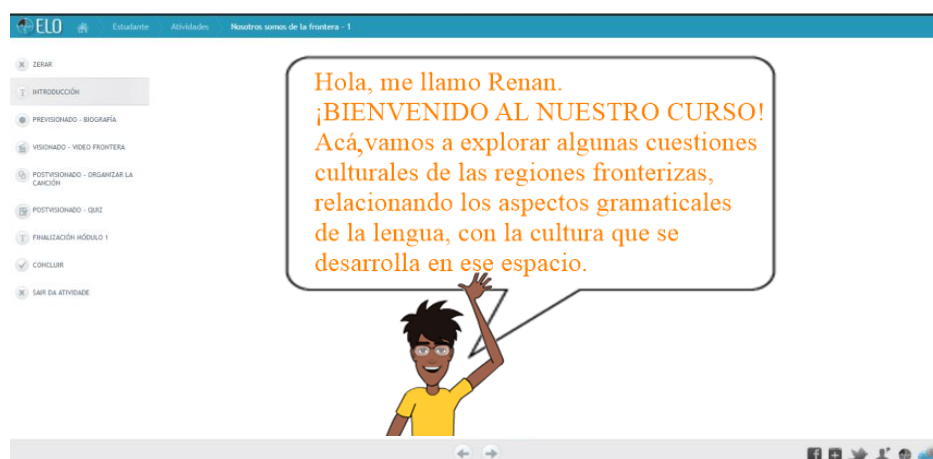 ELO
Estudante
Atividades
Nosotros somos de la frontera - 1
ZERAR
INTRODUCCIÓN
PREVISIONADO - BIOGRAFÍA
VISIONADO - VIDEO FRONTERA
POSTVISIONADO - ORGANIZAR LA
CANCIÓN
POSTVISIONADO - QUIZ
FINALIZACIÓN MÓDULO 1
CONCLUIR
SAIR DA ATIVIDADE
Hola, me llamo Renan.
¡BIENVENIDO AL NUESTRO CURSO!
Acá,vamos a explorar algunas cuestiones
culturales de las regiones fronterizas,
relacionando los aspectos gramaticales
de la lengua, con la cultura que se
desarrolla en ese espacio.